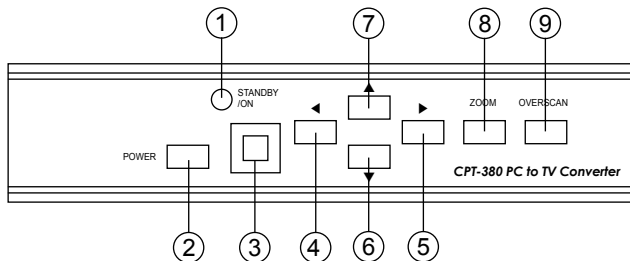 1
7
8
9
STANDBY
/ON
ZOOM
OVERSCAN
POWER
CPT-380 PC to TV Converter
2
3
4
6
5